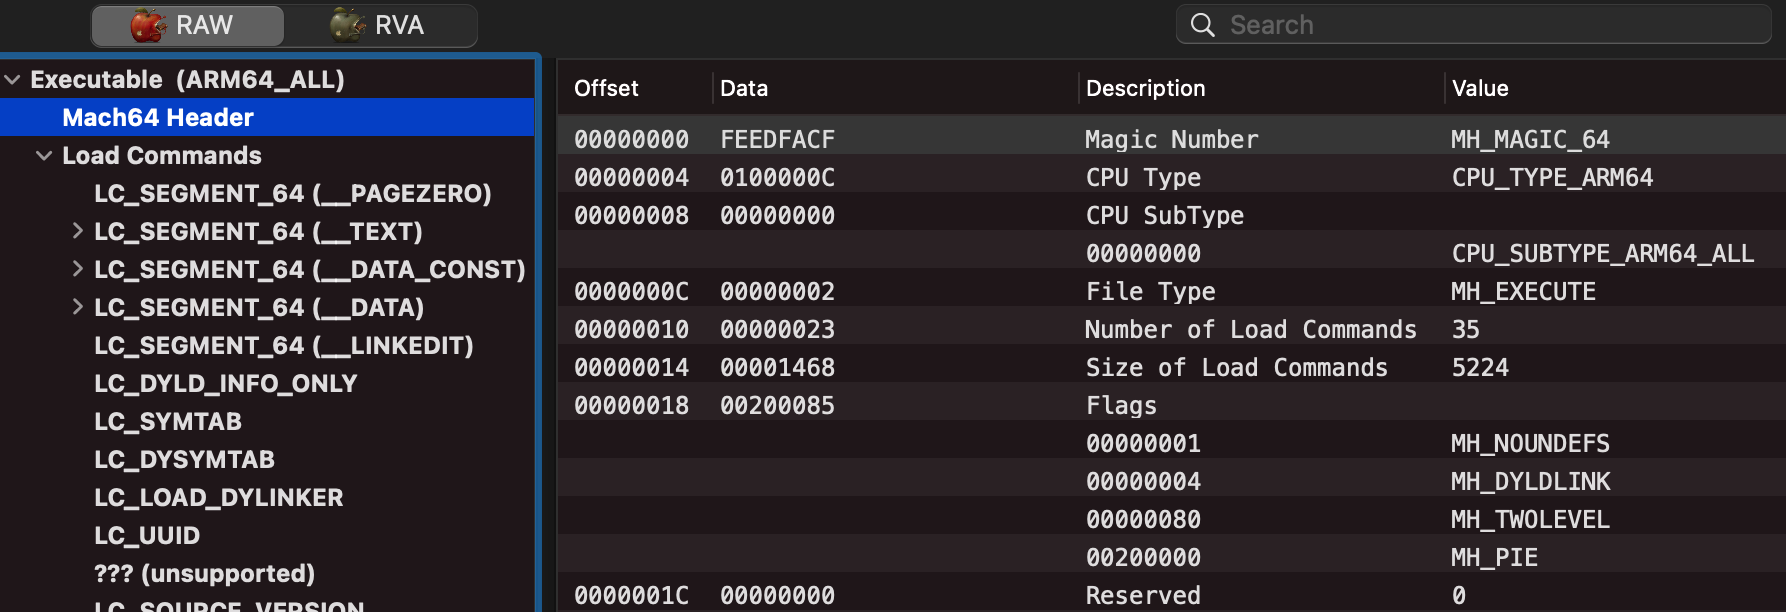 RAW RVA Search
Executable (ARM64_ALL)
Mach64 Header
Load Commands
LC_SEGMENT_64 (__PAGEZERO)
LC_SEGMENT_64 (__TEXT)
LC_SEGMENT_64 (__DATA_CONST)
LC_SEGMENT_64 (__DATA)
LC_SEGMENT_64 (__LINKEDIT)
LC_DYLD_INFO_ONLY
LC_SYMTAB
LC_DYSYMTAB
LC_LOAD_DYLINKER
LC_UUID
??? (unsupported)
LC_SOURCE_VERSION
Offset Data Description Value
00000000 FEEDFACF Magic Number MH_MAGIC_64
00000004 0100000C CPU Type CPU_TYPE_ARM64
00000008 00000000 CPU SubType
00000000 CPU_SUBTYPE_ARM64_ALL
0000000C 00000002 File Type MH_EXECUTE
00000010 00000023 Number of Load Commands 35
00000014 00001468 Size of Load Commands 5224
00000018 00200085 Flags
00000001 MH_NOUNDEFS
00000004 MH_DYLDLINK
00000080 MH_TWOLEVEL
00200000 MH_PIE
0000001C 00000000 Reserved 0